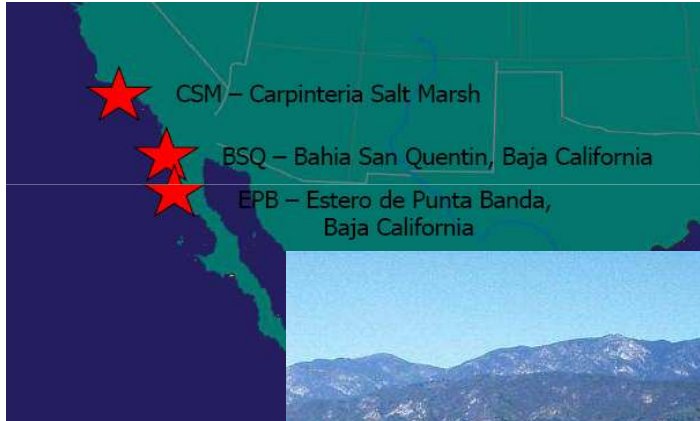 CSM – Carpinteria Salt Marsh
BSQ – Bahia San Quentin, Baja California
EPB – Estero de Punta Banda,
Baja California